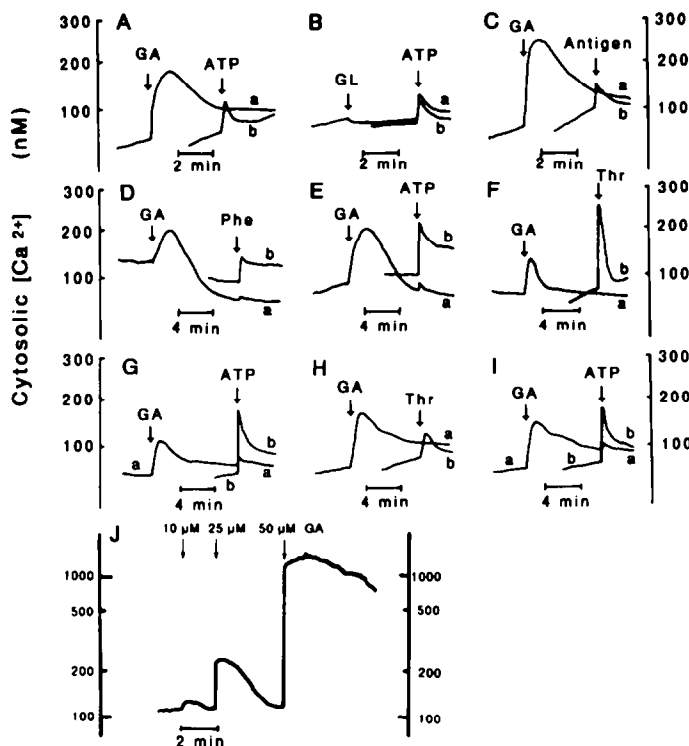 Cytosolic [Ca 2+] (nM)
A
300
200
100
GA
ATP
a
b
2 min
B
GL
ATP
a
b
2 min
C
GA
Antigen
a
b
2 min
300
200
100
D
300
200
100
GA
Phe
b
a
4 min
E
GA
ATP
b
a
4 min
F
GA
Thr
b
a
4 min
300
200
100
G
300
200
100
GA
ATP
a
b
b
a
4 min
H
GA
Thr
a
b
4 min
I
GA
ATP
a
b
b
a
4 min
300
200
100
J
10 µM 25 µM 50 µM GA
1000
500
200
100
2 min
1000
500
200
100